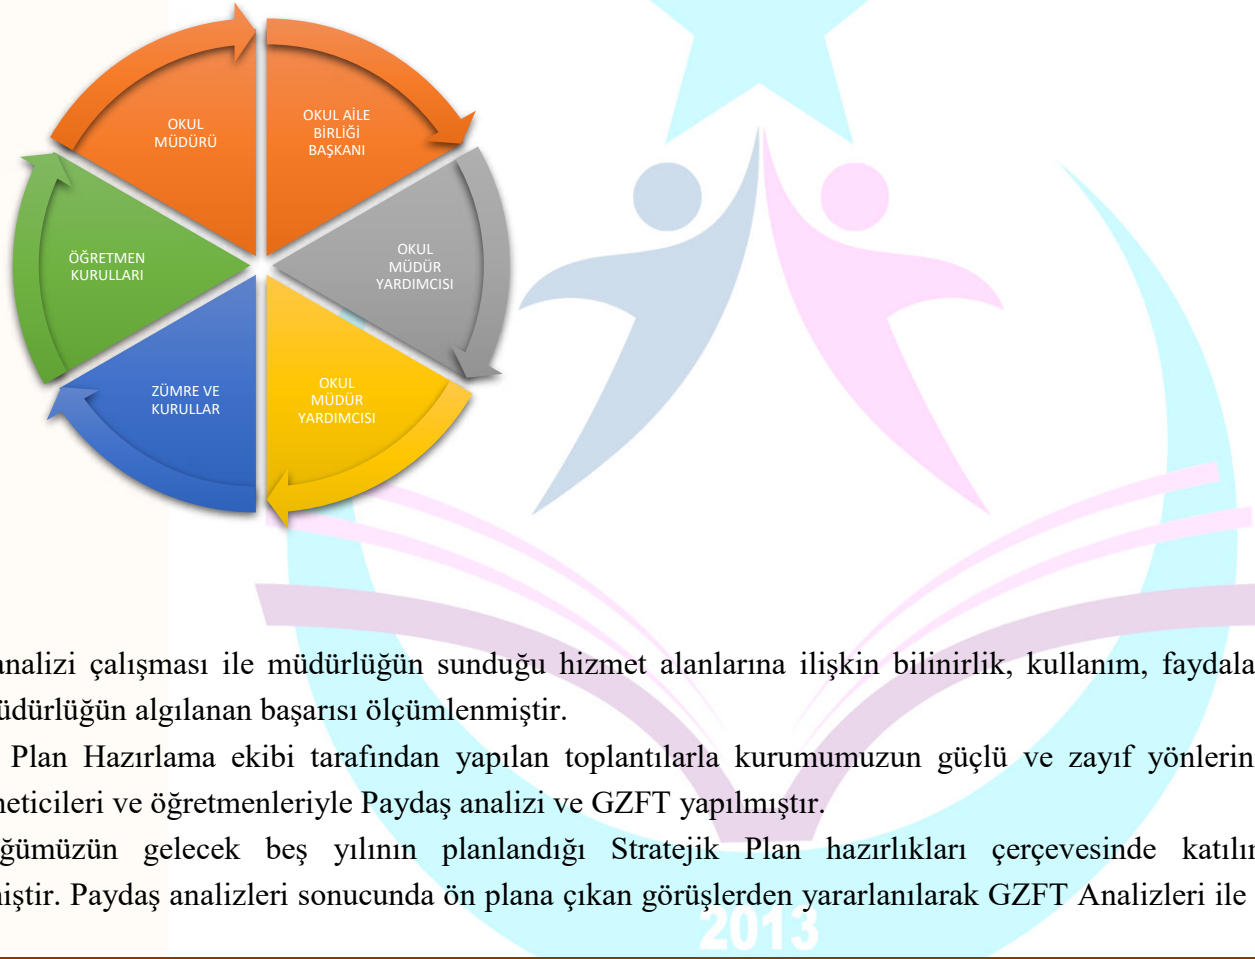 OKUL
MÜDÜRÜ
OKUL AİLE
BİRLİĞİ
BAŞKANI
OKUL
MÜDÜR
YARDIMCISI
OKUL
MÜDÜR
YARDIMCISI
ZÜMRE VE
KURULLAR
ÖĞRETMEN
KURULLARI
analizi çalışması ile müdürlüğün sunduğu hizmet alanlarına ilişkin bilinirlik, kullanım, faydala
üdürlüğün algılanan başarısı ölçümlenmiştir.
Plan Hazırlama ekibi tarafından yapılan toplantılarla kurumumuzun güçlü ve zayıf yönlerin
neticileri ve öğretmenleriyle Paydaş analizi ve GZFT yapılmıştır.
ğümüzün gelecek beş yılının planlandığı Stratejik Plan hazırlıkları çerçevesinde katılı
miştir. Paydaş analizleri sonucunda ön plana çıkan görüşlerden yararlanılarak GZFT Analizleri ile
2013